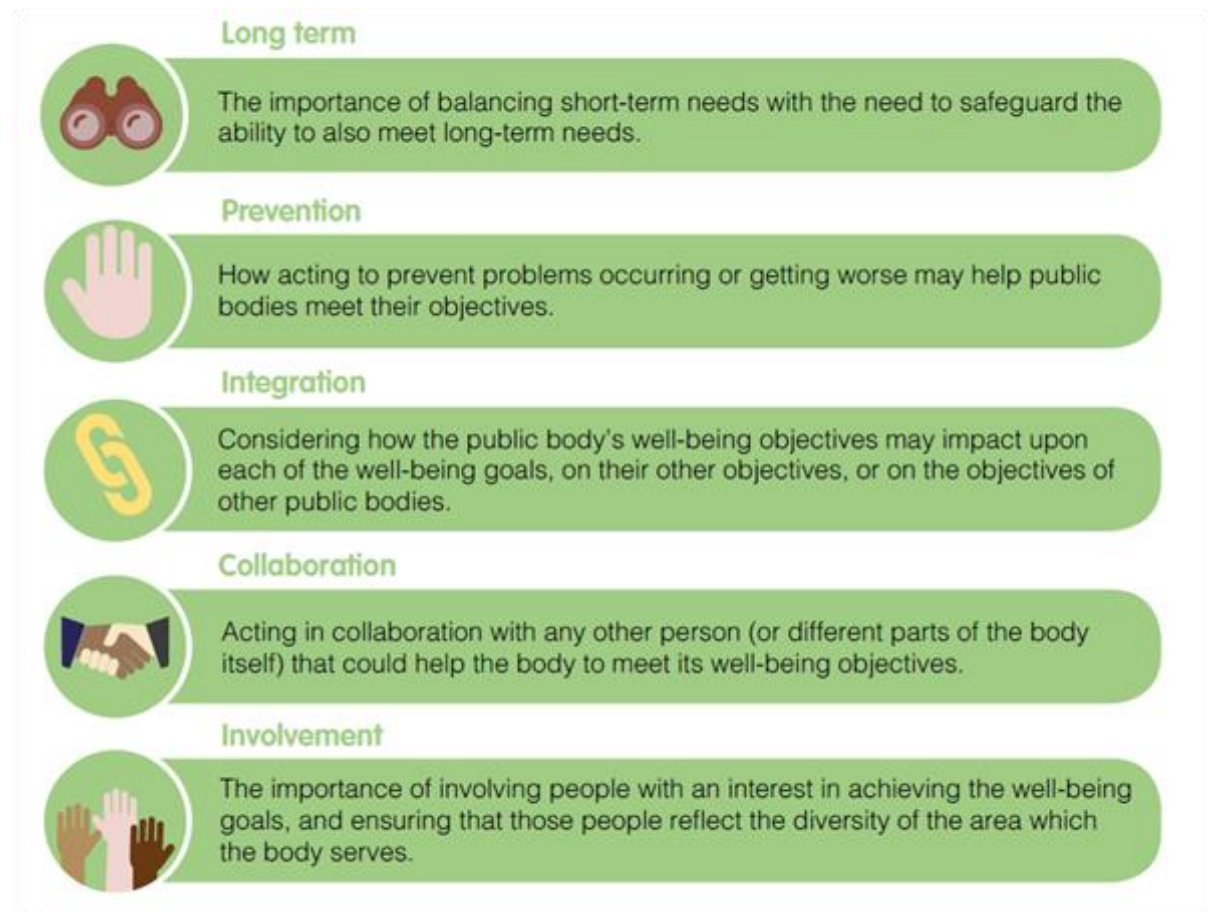 Long term
The importance of balancing short-term needs with the need to safeguard the
ability to also meet long-term needs.
Prevention
How acting to prevent problems occurring or getting worse may help public
bodies meet their objectives.
Integration
Considering how the public body's well-being objectives may impact upon
each of the well-being goals, on their other objectives, or on the objectives of
other public bodies.
Collaboration
Acting in collaboration with any other person (or different parts of the body
itself) that could help the body to meet its well-being objectives.
Involvement
The importance of involving people with an interest in achieving the well-being
goals, and ensuring that those people reflect the diversity of the area which
the body serves.